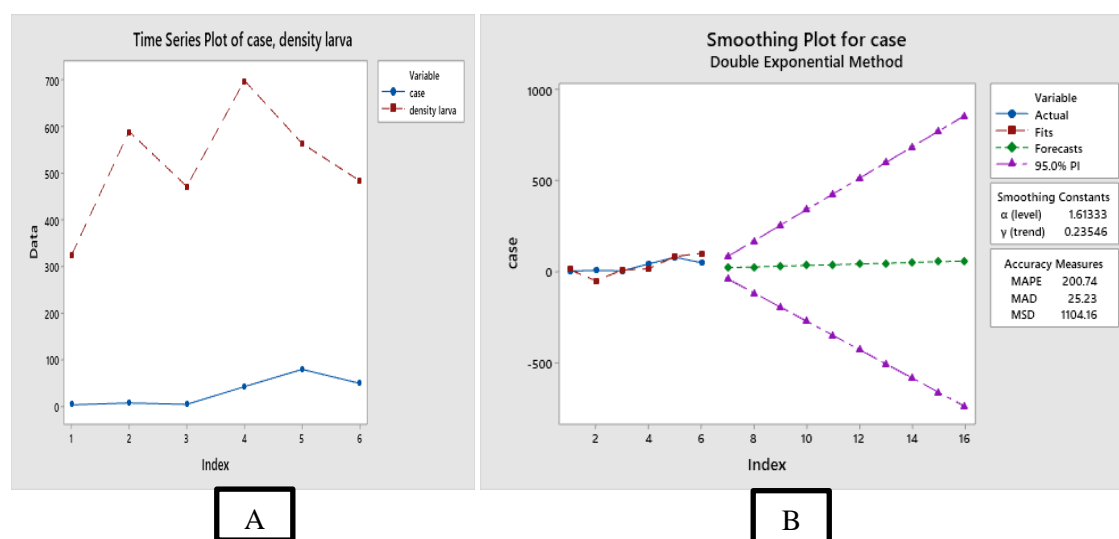 Time Series Plot of case, density larva
Variable
case
density larva
700
600
500
400
300
200
100
0
Data
1 2 3 4 5 6
Index
A
Smoothing Plot for case
Double Exponential Method
Variable
Actual
Fits
Forecasts
95.0% PI
Smoothing Constants
α (level) 1.61333
γ (trend) 0.23546
Accuracy Measures
MAPE 200.74
MAD 25.23
MSD 1104.16
1000
500
0
-500
case
2 4 6 8 10 12 14 16
Index
B